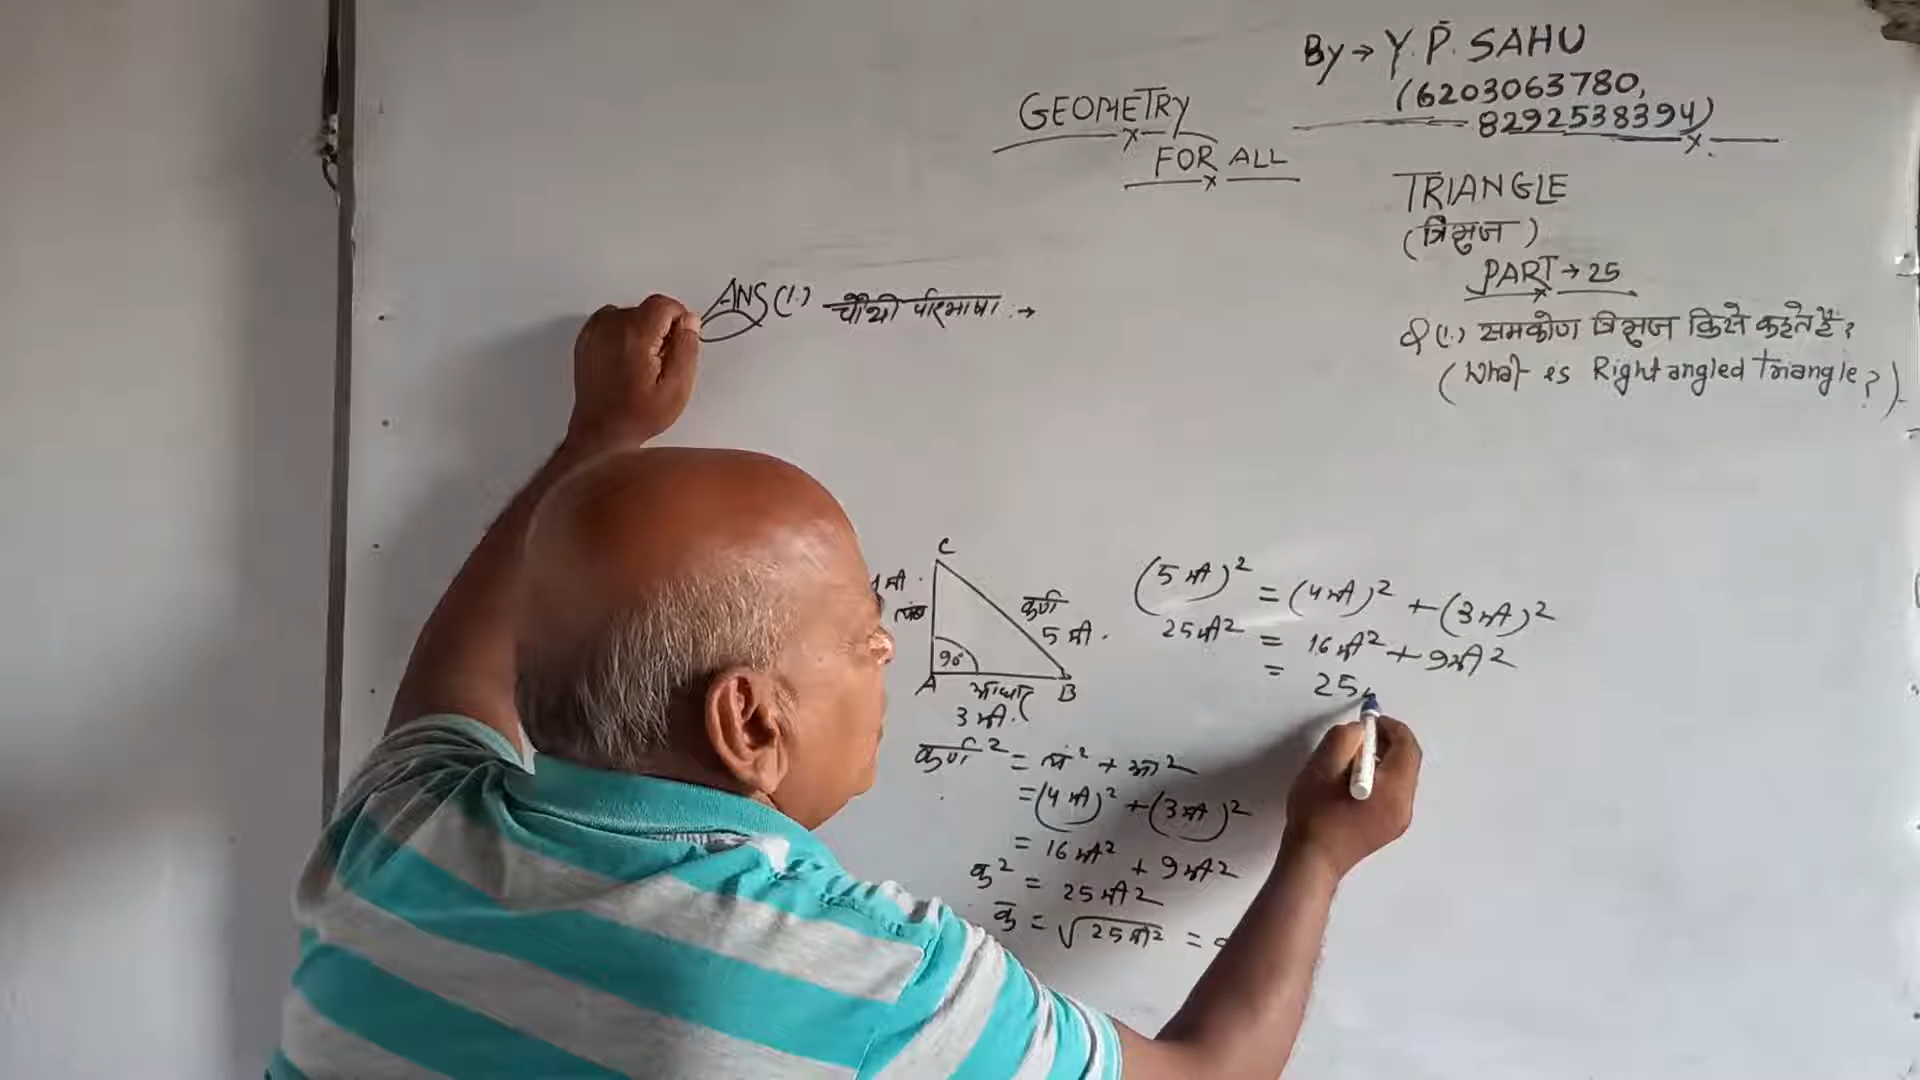 By → Y. P. SAHU
(6203063780,
8292538394)
GEOMETRY
FOR ALL
TRIANGLE
(त्रिभुज)
PART → 25
Q (1.) समकोण त्रिभुज किसे कहते हैं?
(What is Right angled Triangle?)
ANS (1.) चौथी परिभाषा :→
C
मी.
लंब
कर्ण
5 मी.
90°
A
आधार
B
3 मी.
कर्ण² = लं² + आ²
= (4 मी)² + (3 मी)²
= 16 मी² + 9 मी²
क² = 25 मी²
क = √25 मी² =
(5 मी)² = (4 मी)² + (3 मी)²
25 मी² = 16 मी² + 9 मी²
= 25